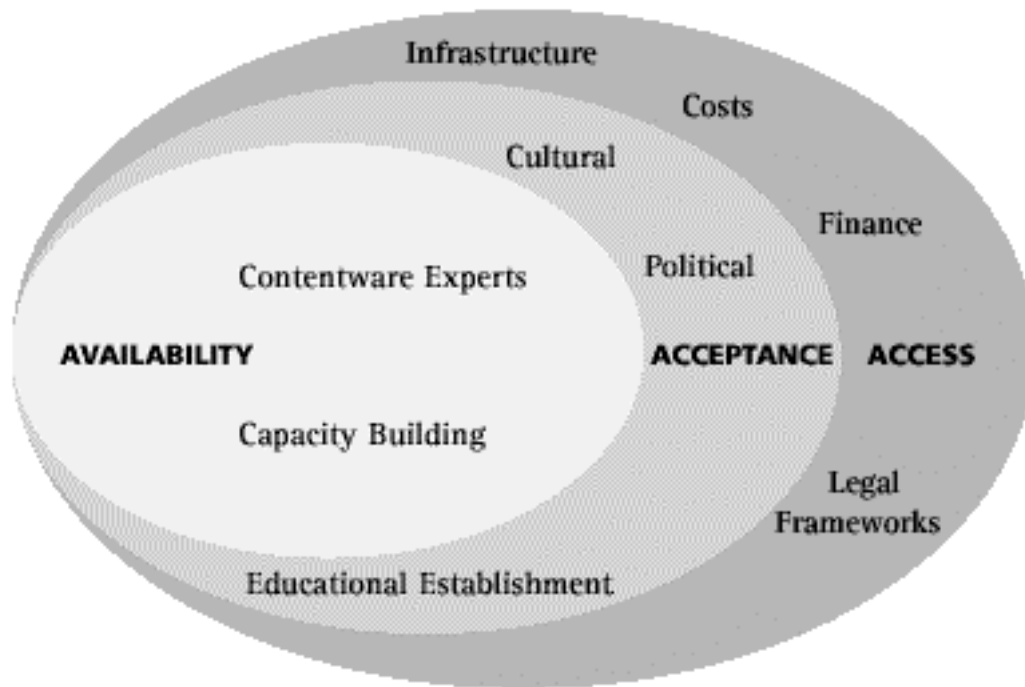 Infrastructure
Costs
Cultural
Finance
Political
Contentware Experts
AVAILABILITY
ACCEPTANCE
ACCESS
Capacity Building
Legal
Frameworks
Educational Establishment